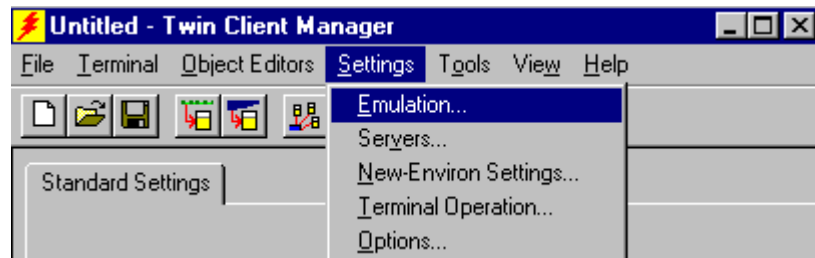 Untitled - Twin Client Manager
File Terminal Object Editors Settings Tools View Help
Emulation...
Servers...
Standard Settings
New-Environ Settings...
Terminal Operation...
Options...